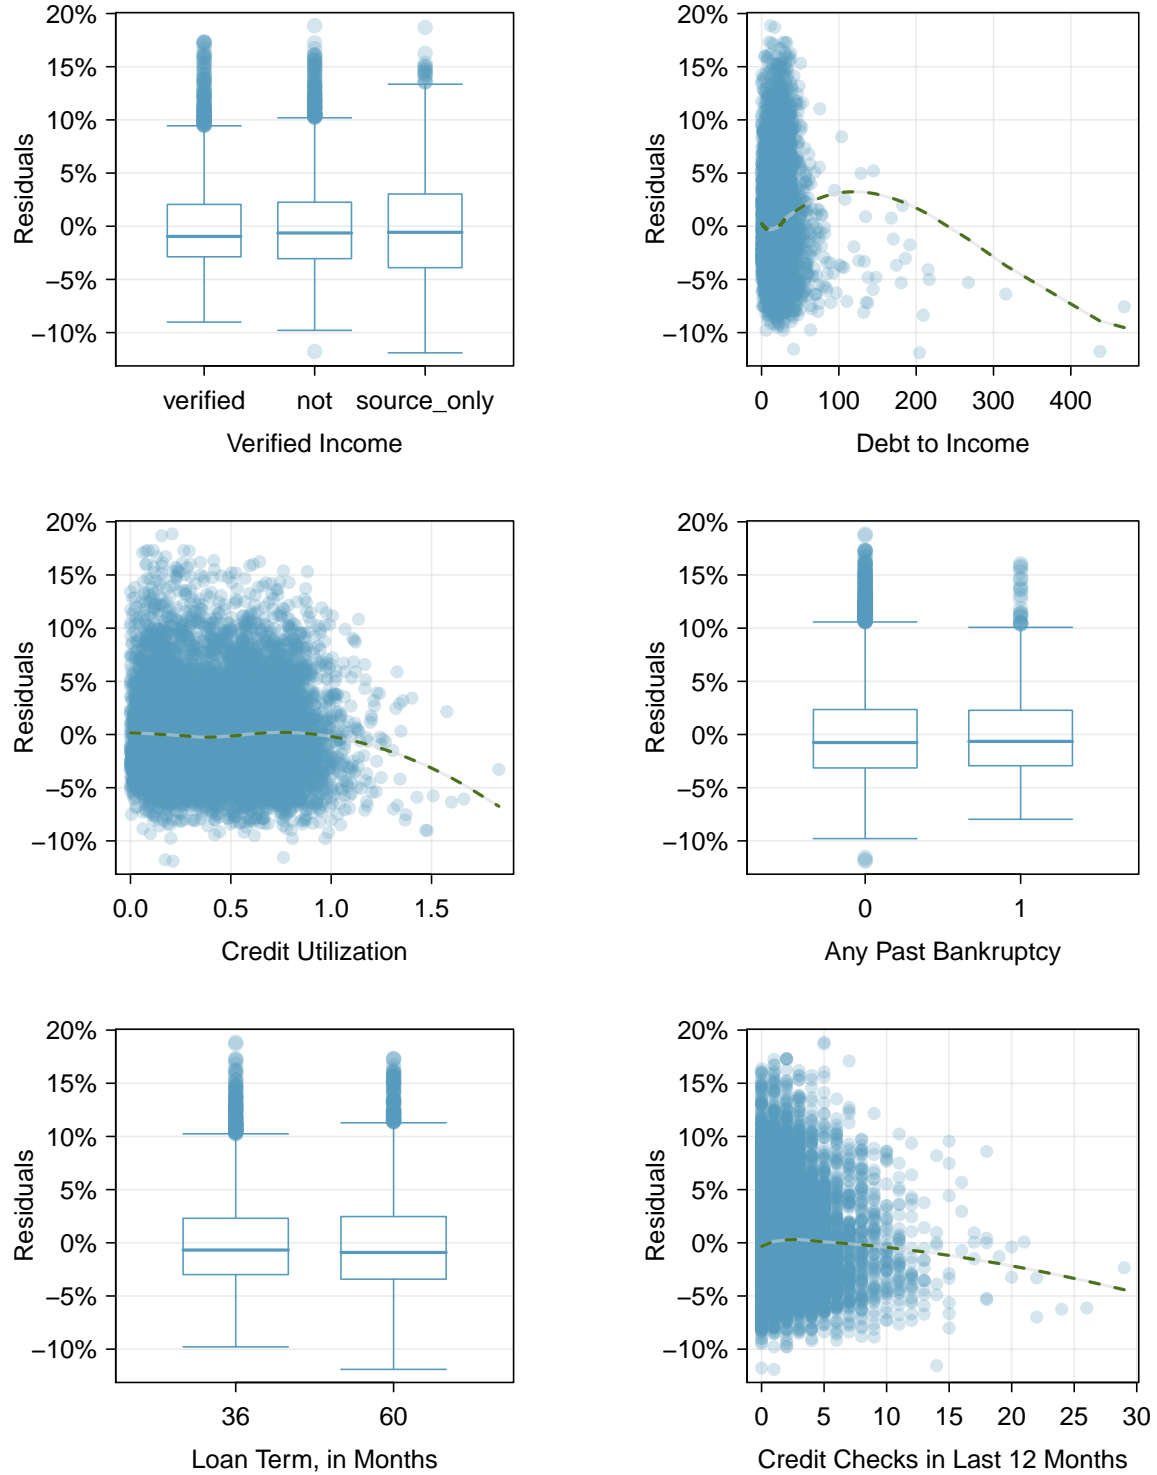 20%
15%
10%
5%
0%
−5%
−10%
Residuals
verified not source_only
Verified Income
20%
15%
10%
5%
0%
−5%
−10%
Residuals
0 100 200 300 400
Debt to Income
20%
15%
10%
5%
0%
−5%
−10%
Residuals
0.0 0.5 1.0 1.5
Credit Utilization
20%
15%
10%
5%
0%
−5%
−10%
Residuals
0 1
Any Past Bankruptcy
20%
15%
10%
5%
0%
−5%
−10%
Residuals
36 60
Loan Term, in Months
20%
15%
10%
5%
0%
−5%
−10%
Residuals
0 5 10 15 20 25 30
Credit Checks in Last 12 Months